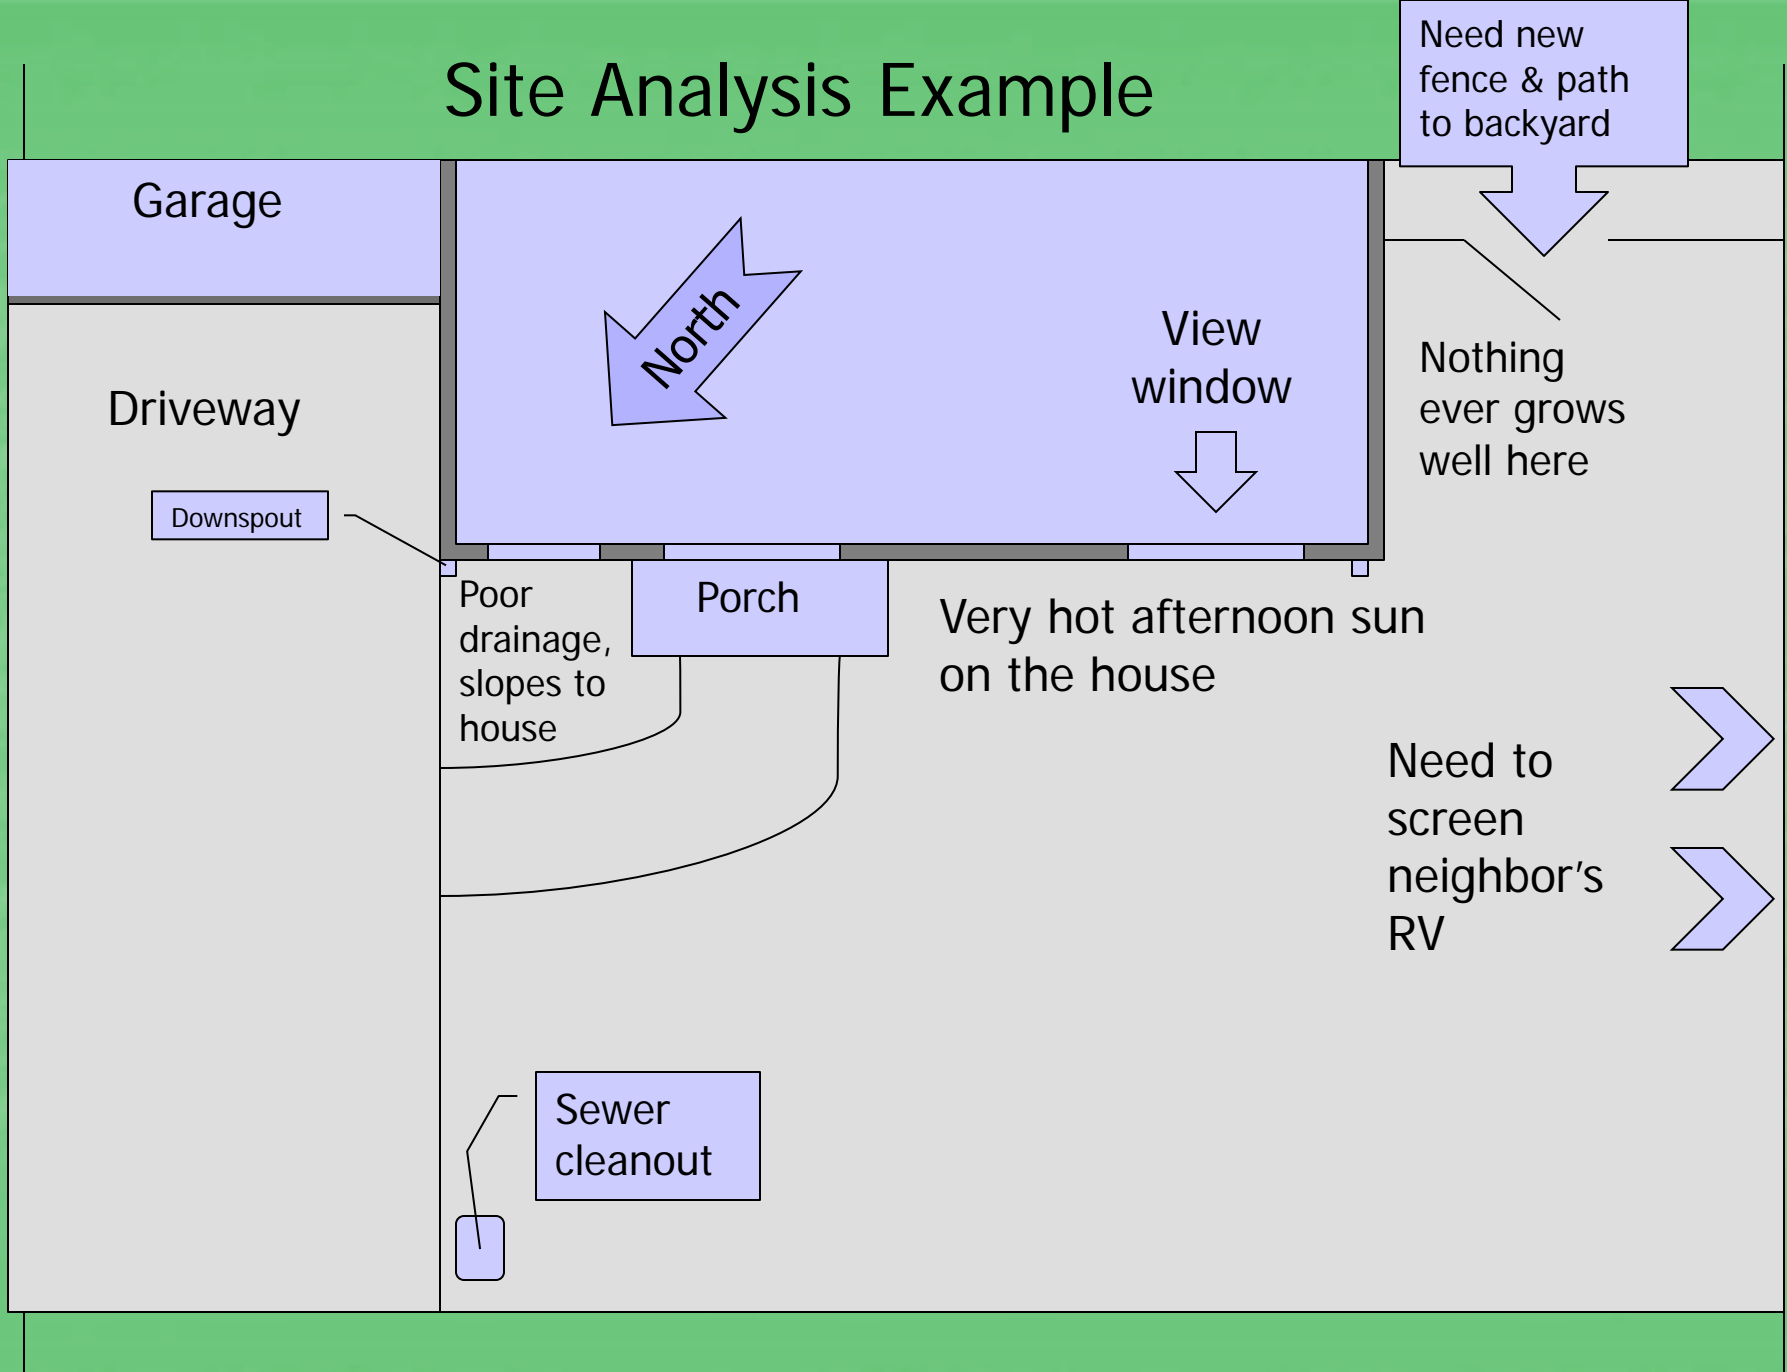 Site Analysis Example
Need new
fence & path
to backyard
Garage
North
View
window
Nothing
ever grows
well here
Driveway
Downspout
Poor
drainage,
slopes to
house
Porch
Very hot afternoon sun
on the house
Need to
screen
neighbor's
RV
Sewer
cleanout